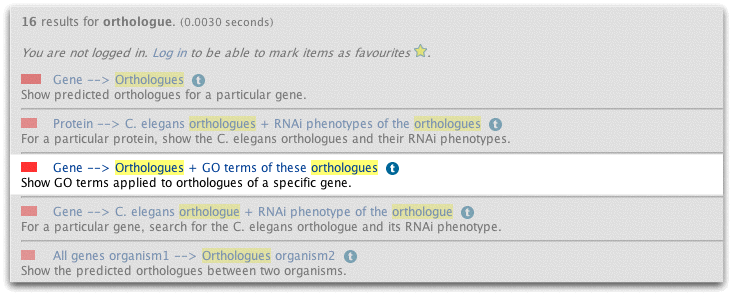 16 results for orthologue. (0.0030 seconds)
You are not logged in. Log in to be able to mark items as favourites .
Gene --> Orthologues t
Show predicted orthologues for a particular gene.
Protein --> C. elegans orthologues + RNAi phenotypes of the orthologues t
For a particular protein, show the C. elegans orthologues and their RNAi phenotypes.
Gene --> Orthologues + GO terms of these orthologues t
Show GO terms applied to orthologues of a specific gene.
Gene --> C. elegans orthologue + RNAi phenotype of the orthologue t
For a particular gene, search for the C. elegans orthologue and its RNAi phenotype.
All genes organism1 --> Orthologues organism2 t
Show the predicted orthologues between two organisms.